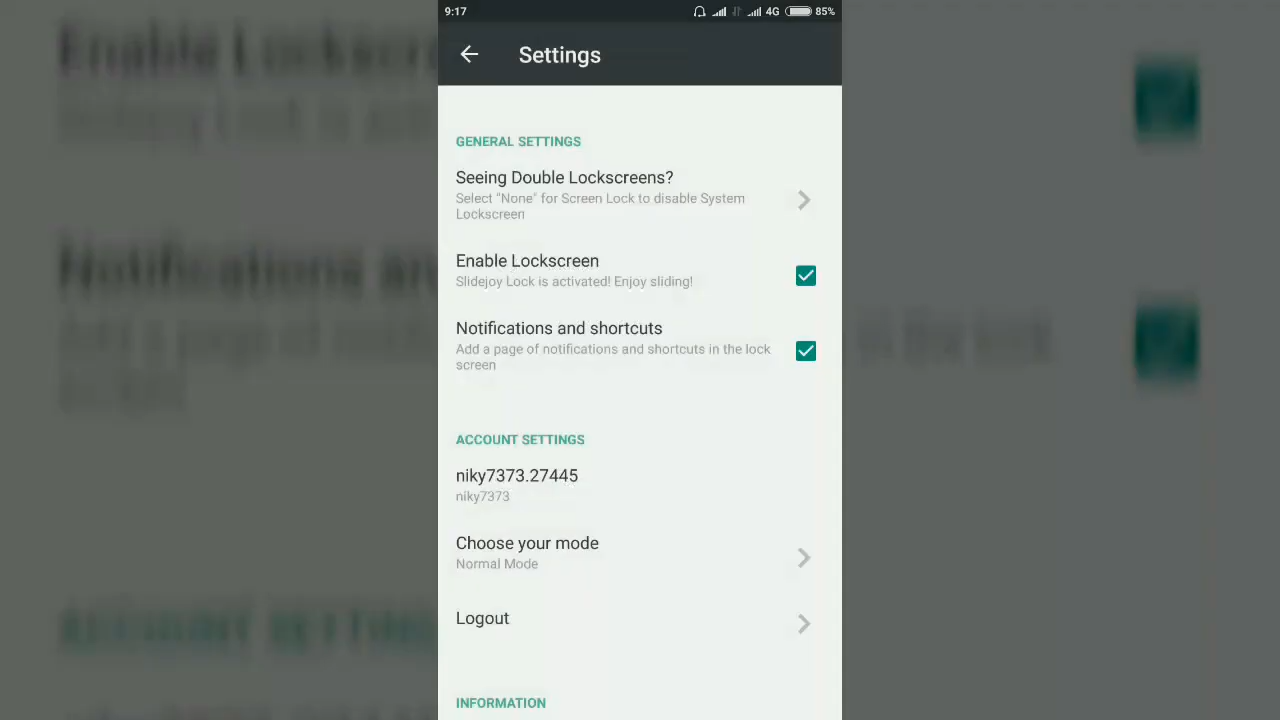 9:17
4G
85%
Settings
GENERAL SETTINGS
Seeing Double Lockscreens?
Select "None" for Screen Lock to disable System
Lockscreen
Enable Lockscreen
Slidejoy Lock is activated! Enjoy sliding!
Notifications and shortcuts
Add a page of notifications and shortcuts in the lock
screen
ACCOUNT SETTINGS
niky7373.27445
niky7373
Choose your mode
Normal Mode
Logout
INFORMATION